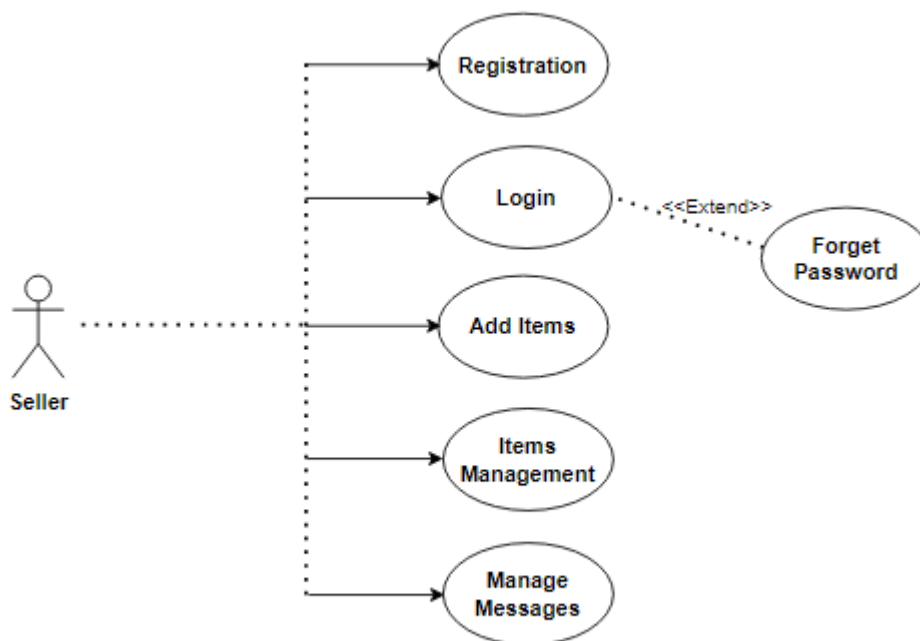 Registration
Login
<<Extend>>
Forget
Password
Add Items
Seller
Items
Management
Manage
Messages